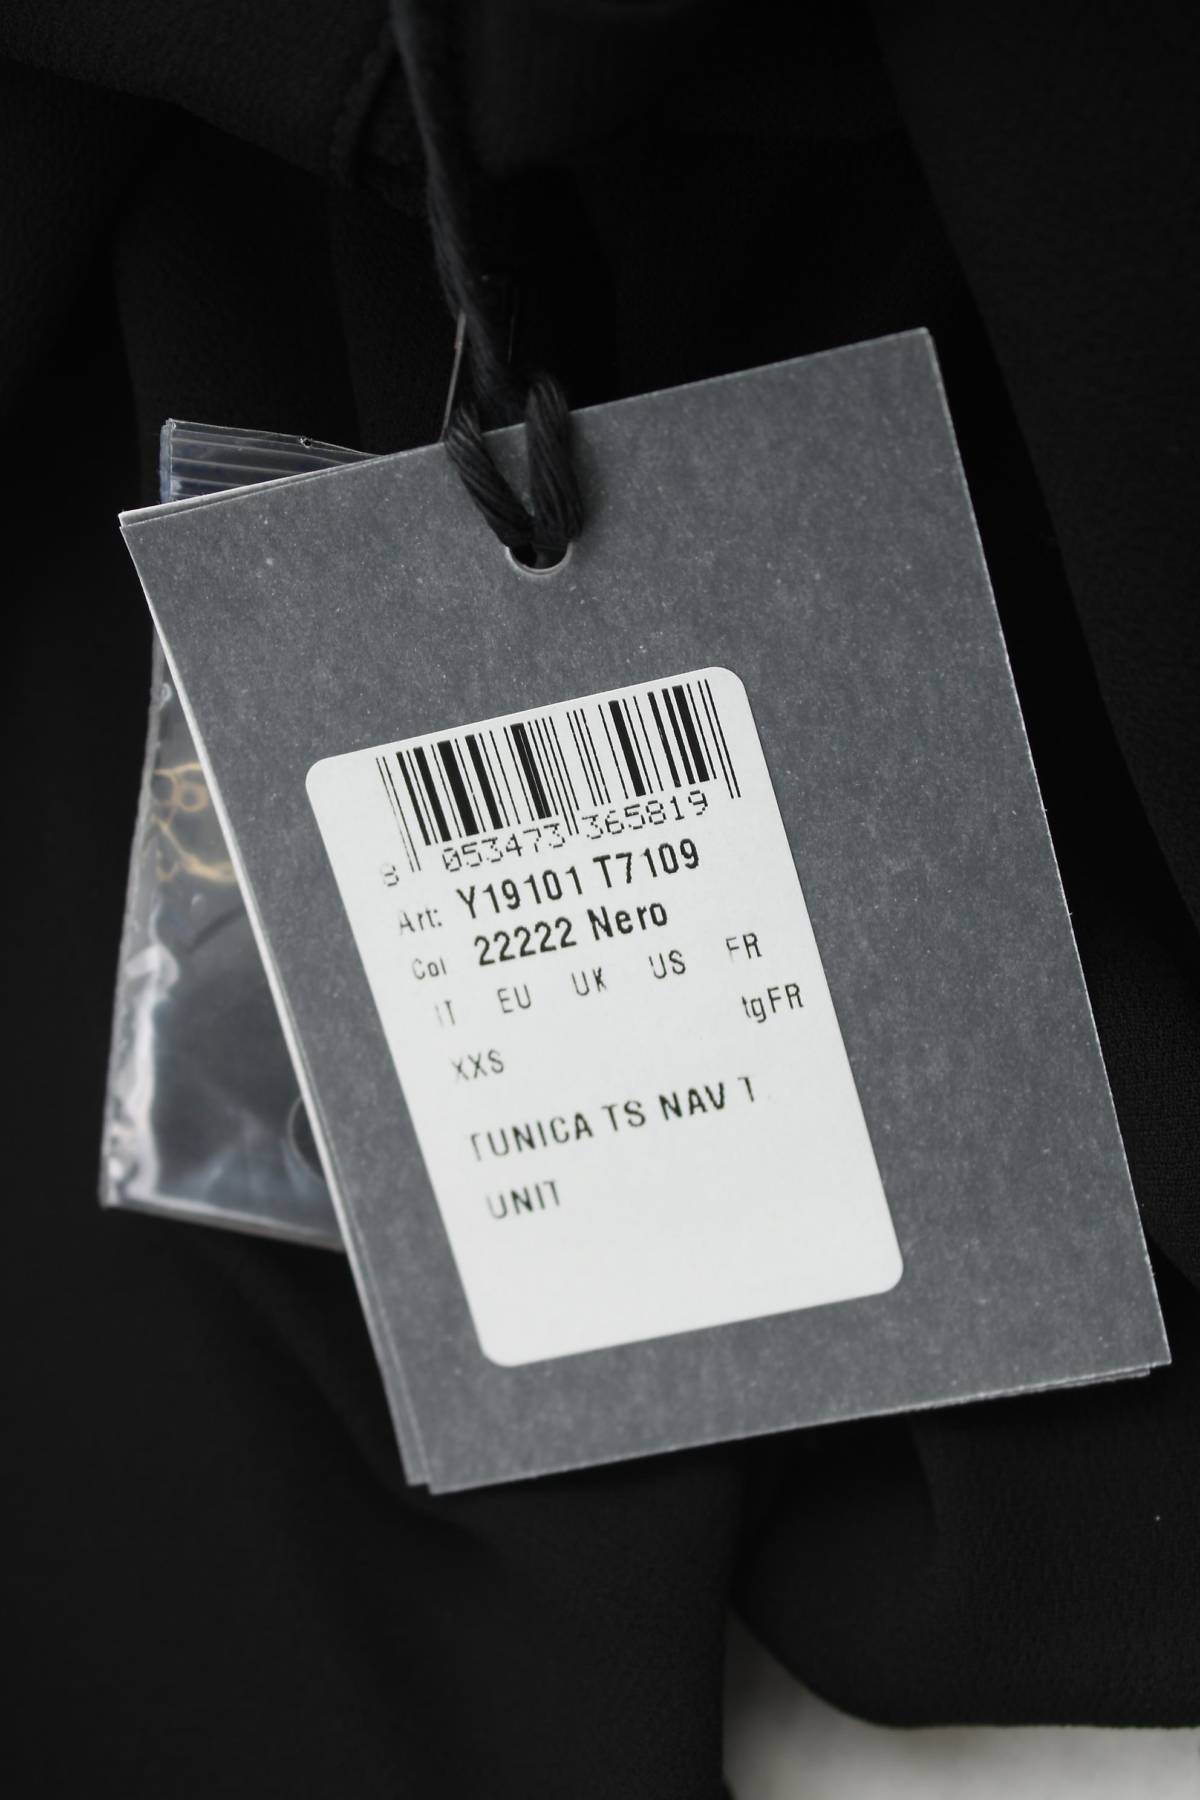 8 053473 365819
Art: Y19101 T7109
Col 22222 Nero
IT EU UK US FR
tgFR
XXS
TUNICA TS NAV T
UNIT